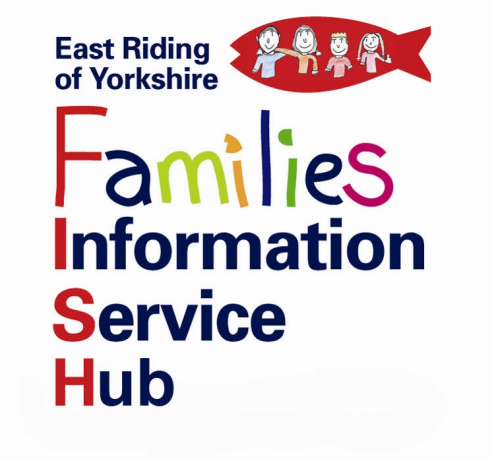 East Riding
of Yorkshire
Families
Information
Service
Hub